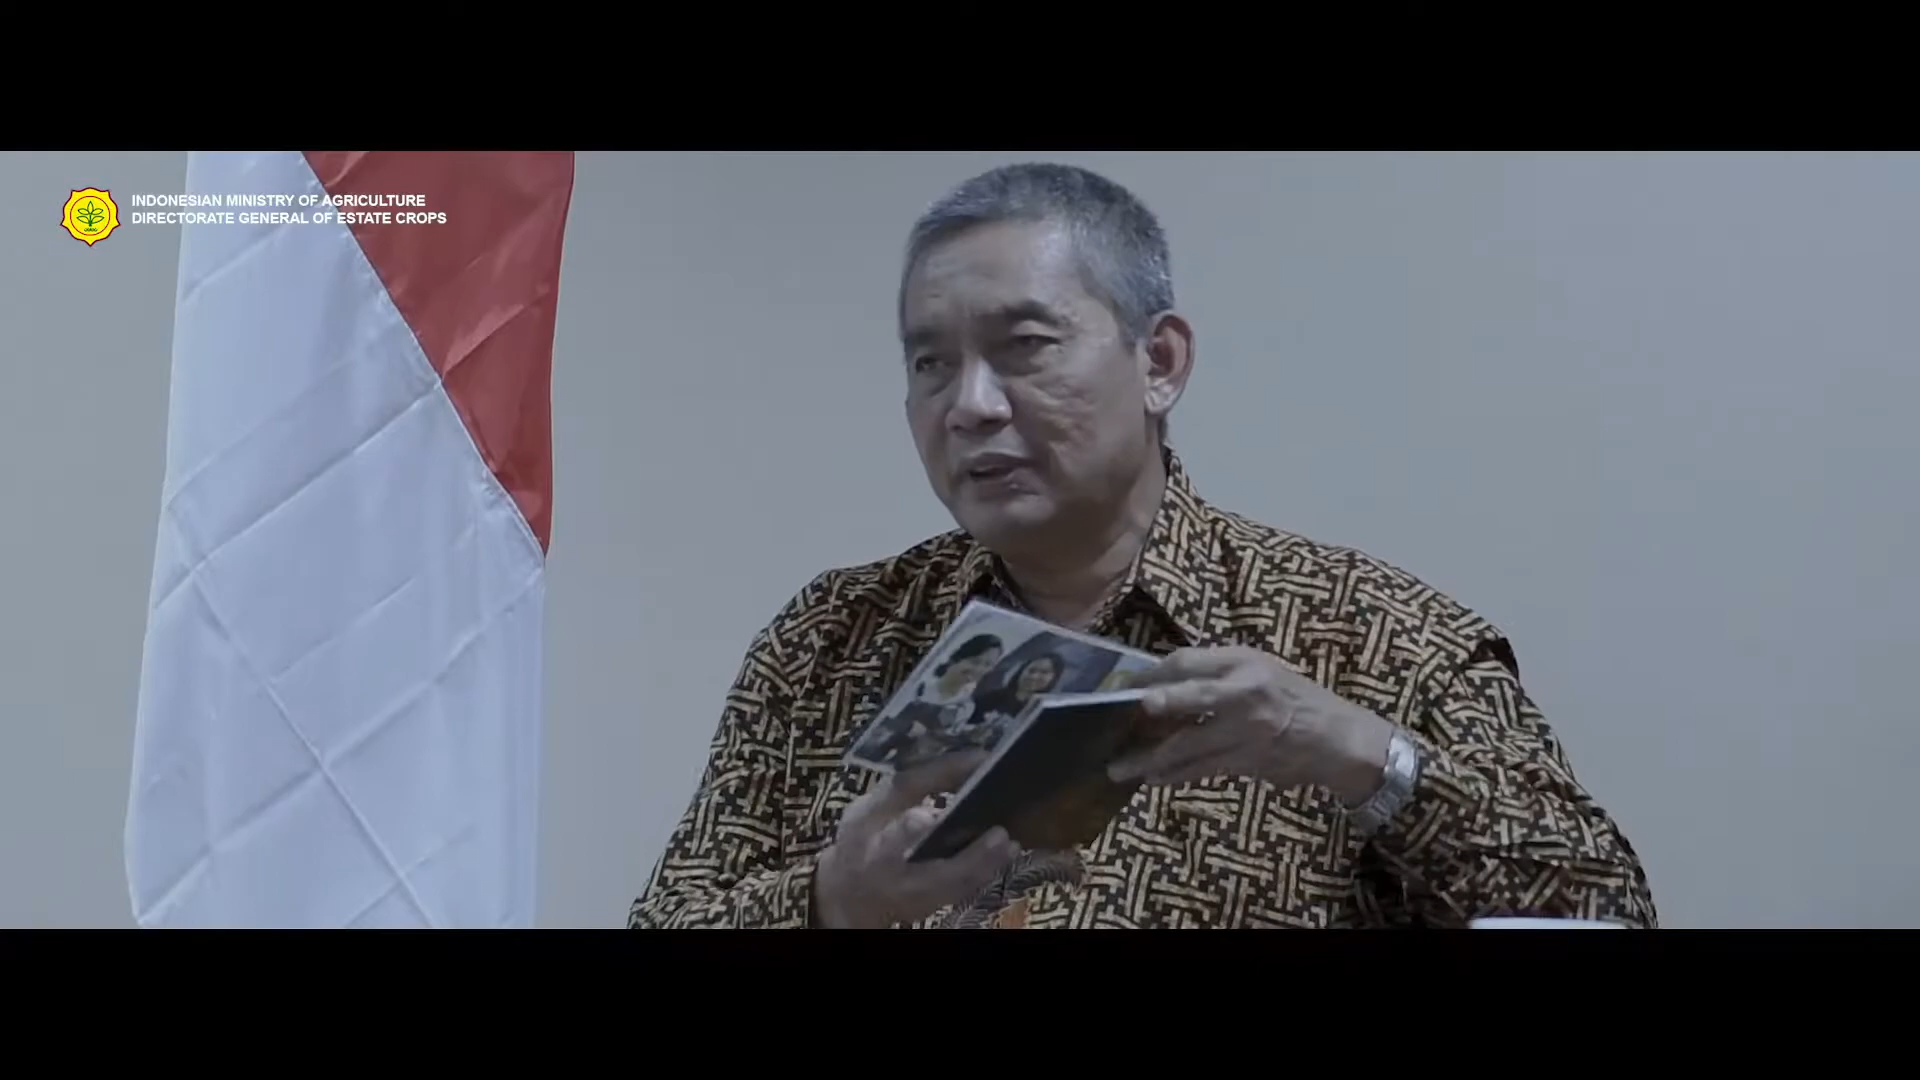 INDONESIAN MINISTRY OF AGRICULTURE
DIRECTORATE GENERAL OF ESTATE CROPS